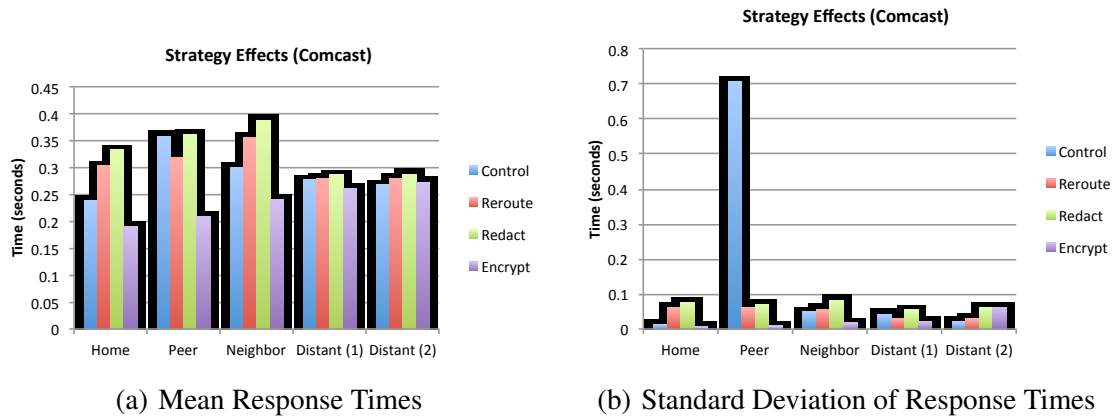 Strategy Effects (Comcast)
Time (seconds)
0.45
0.4
0.35
0.3
0.25
0.2
0.15
0.1
0.05
0
Home
Peer
Neighbor
Distant (1)
Distant (2)
Control
Reroute
Redact
Encrypt
(a) Mean Response Times
Strategy Effects (Comcast)
Time (seconds)
0.8
0.7
0.6
0.5
0.4
0.3
0.2
0.1
0
Home
Peer
Neighbor
Distant (1)
Distant (2)
Control
Reroute
Redact
Encrypt
(b) Standard Deviation of Response Times